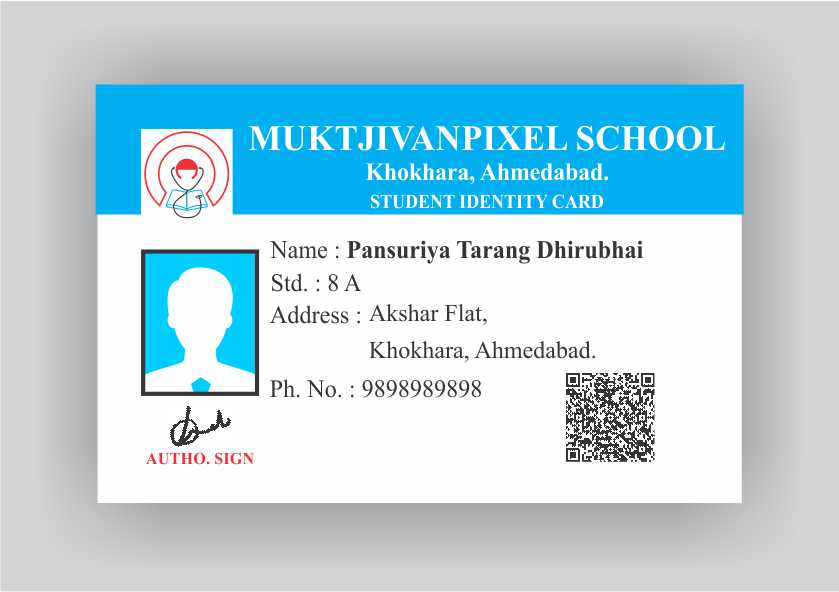 MUKTJIVANPIXEL SCHOOL
Khokhara, Ahmedabad.
STUDENT IDENTITY CARD
Name : Pansuriya Tarang Dhirubhai
Std. : 8 A
Address : Akshar Flat,
Khokhara, Ahmedabad.
Ph. No. : 9898989898
AUTHO. SIGN